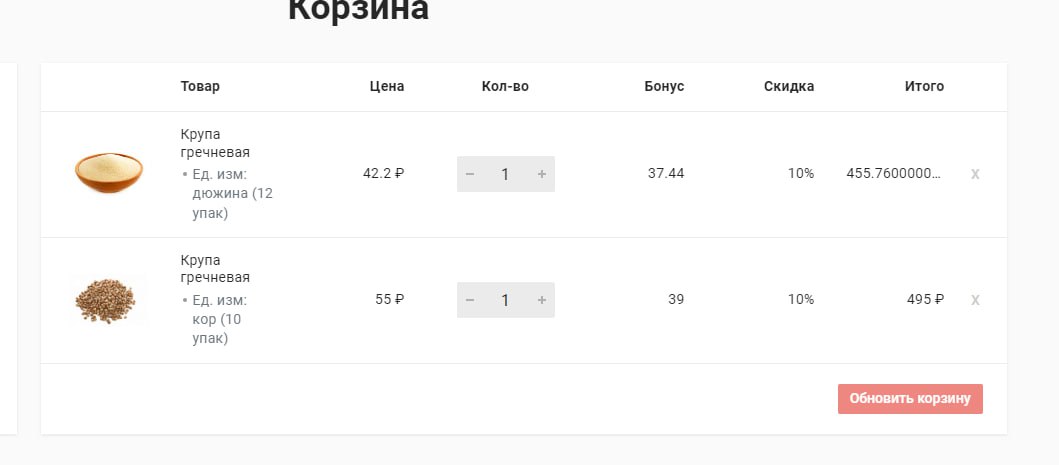 Корзина
Товар Цена Кол-во Бонус Скидка Итого
Крупа
гречневая
• Ед. изм:
дюжина (12
упак)
42.2 ₽ − 1 + 37.44 10% 455.7600000... x
Крупа
гречневая
• Ед. изм:
кор (10
упак)
55 ₽ − 1 + 39 10% 495 ₽ x
Обновить корзину